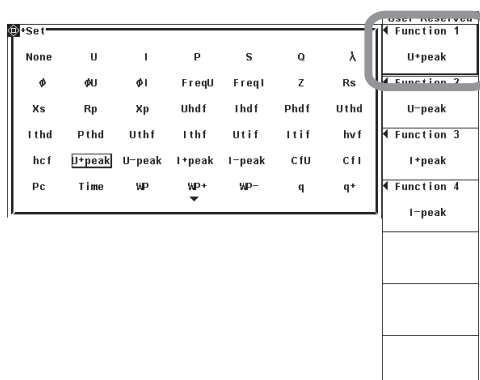 User Reserved
+Set
None U I P S Q λ
ϕ ϕU ϕI FreqU FreqI Z Rs
Xs Rp Xp Uhdf Ihdf Phdf Uthd
Ithd Pthd Uthf Ithf Utif Itif hvf
hcf U+peak U-peak I+peak I-peak CfU CfI
Pc Time WP WP+ WP- q q+
Function 1
U+peak
Function 2
U-peak
Function 3
I+peak
Function 4
I-peak